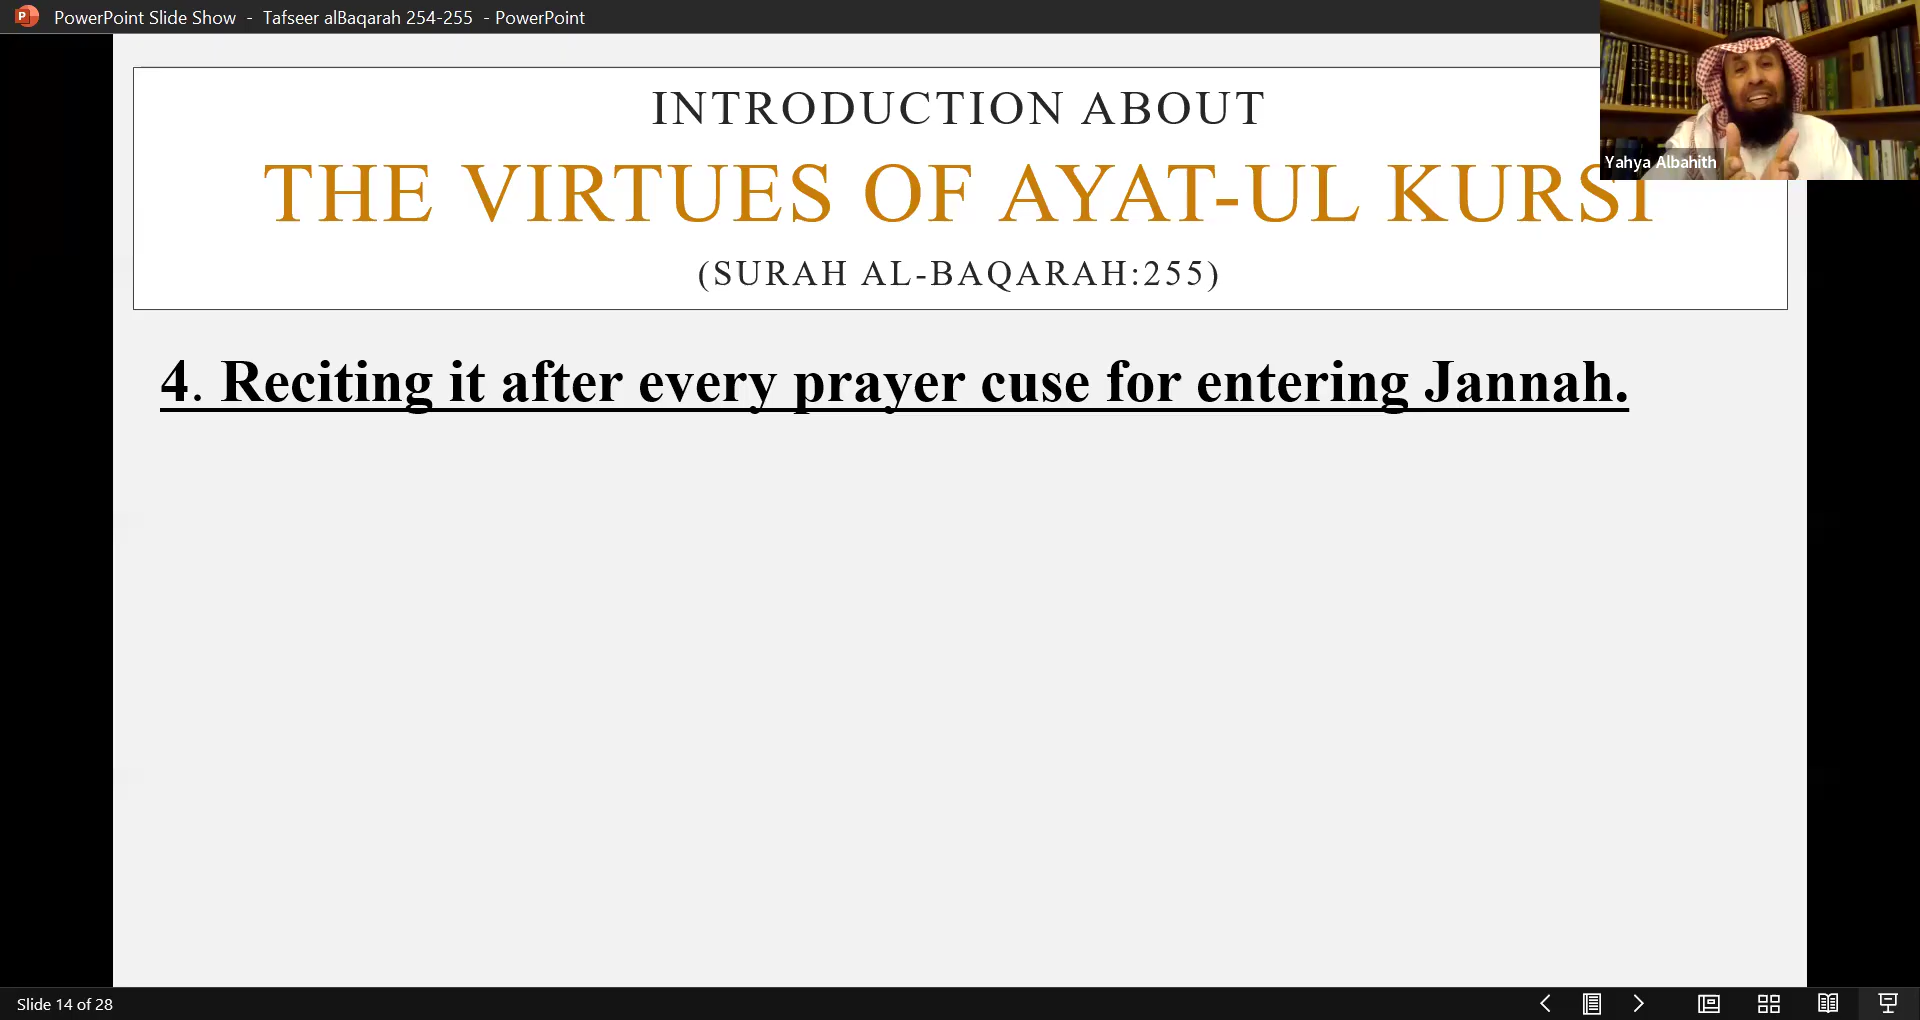 PowerPoint Slide Show - Tafseer alBaqarah 254-255 - PowerPoint
Yahya Albahith
INTRODUCTION ABOUT
THE VIRTUES OF AYAT-UL KURSI
(SURAH AL-BAQARAH:255)
4. Reciting it after every prayer cuse for entering Jannah.
Slide 14 of 28